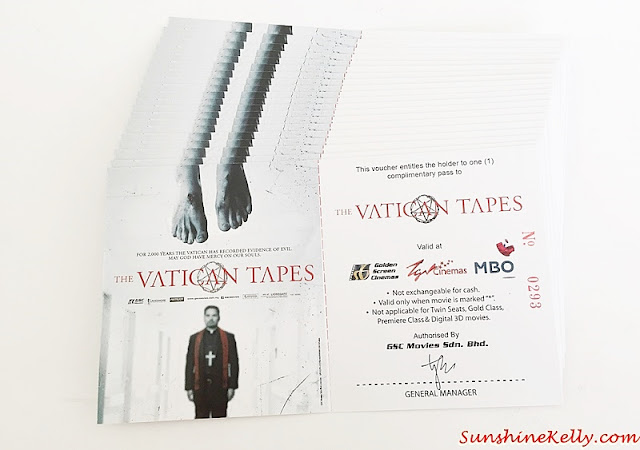 FOR 2,000 YEARS THE VATICAN HAS RECORDED EVIDENCE OF EVIL.
MAY GOD HAVE MERCY ON OUR SOULS.
THE VATICAN TAPES
This voucher entitles the holder to one (1)
complimentary pass to
THE VATICAN TAPES
Valid at
Golden
Screen
Cinemas
TGV Cinemas
MBO
• Not exchangeable for cash.
• Valid only when movie is marked "*".
• Not applicable for Twin Seats, Gold Class,
Premiere Class & Digital 3D movies.
Authorised By
GSC Movies Sdn. Bhd.
GENERAL MANAGER
No 0293
SunshineKelly.com